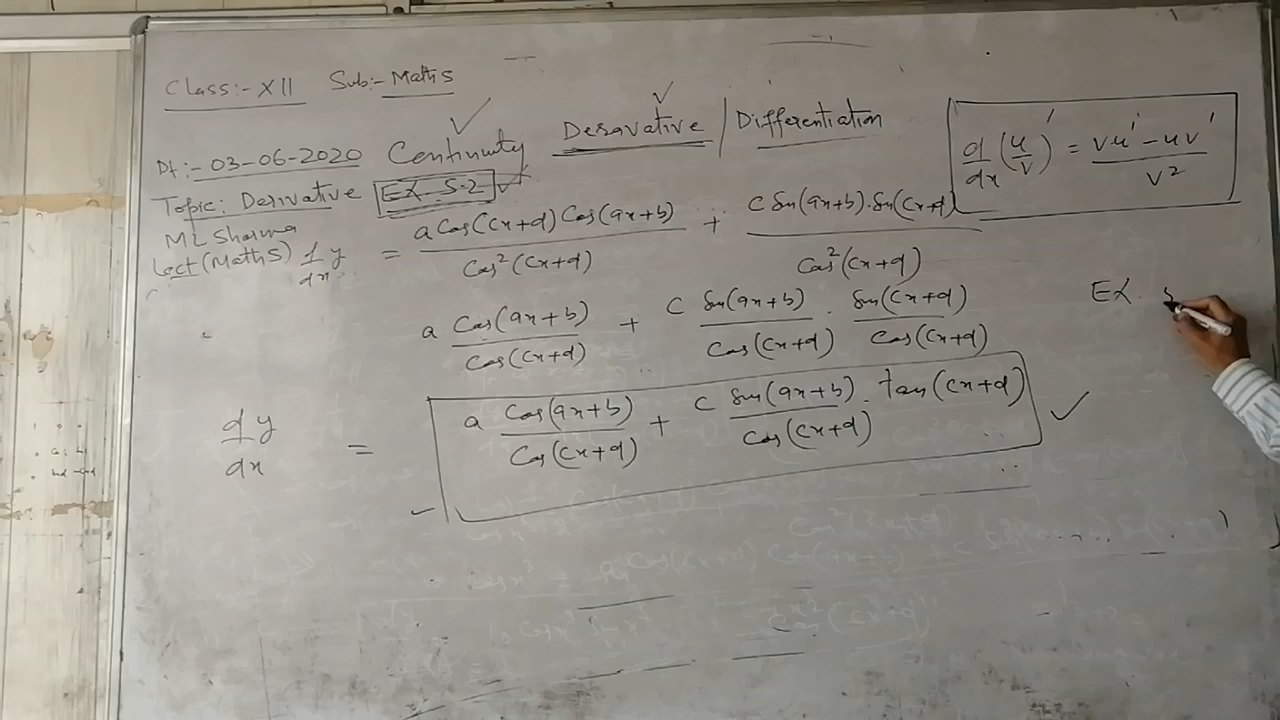 Class:- XII Sub:- Maths
Dt:- 03-06-2020 Continuity Deravative / Differentiation
Topic: Derivative EX. 5.2
ML Sharma
Lect (Maths)
d/dx (u/v)' = (vu' - uv')/v²
dy/dx = a Cos(cx+d) Cos(ax+b)/Cos²(cx+d) + c Sin(ax+b). Sin(cx+d)/Cos²(cx+d)
a Cos(ax+b)/Cos(cx+d) + c Sin(ax+b)/Cos(cx+d) . Sin(cx+d)/Cos(cx+d)
EX.
dy/dx = a Cos(ax+b)/Cos(cx+d) + c Sin(ax+b)/Cos(cx+d) . tan(cx+d)